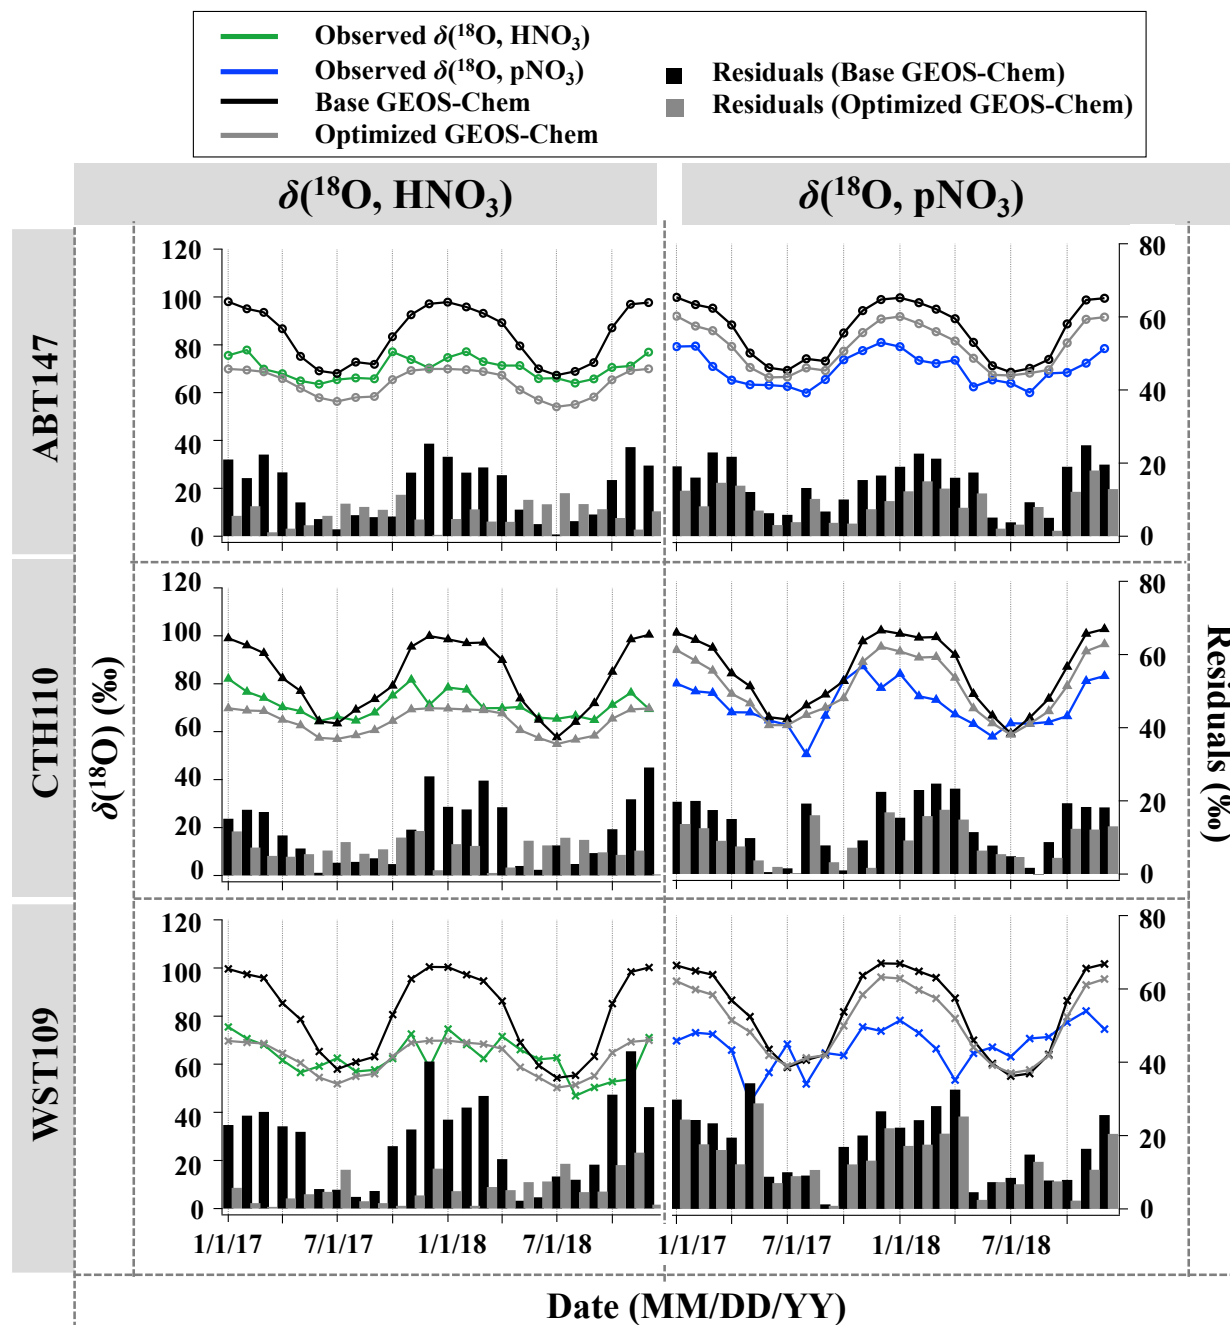 Observed δ(¹⁸O, HNO₃)
Observed δ(¹⁸O, pNO₃)
Base GEOS-Chem
Optimized GEOS-Chem
Residuals (Base GEOS-Chem)
Residuals (Optimized GEOS-Chem)
δ(¹⁸O, HNO₃)
δ(¹⁸O, pNO₃)
ABT147
120
100
80
60
40
20
0
80
60
40
20
0
CTH110
120
100
80
60
40
20
0
80
60
40
20
0
δ(¹⁸O) (‰)
Residuals (‰)
WST109
120
100
80
60
40
20
0
80
60
40
20
0
1/1/17 7/1/17 1/1/18 7/1/18
1/1/17 7/1/17 1/1/18 7/1/18
Date (MM/DD/YY)